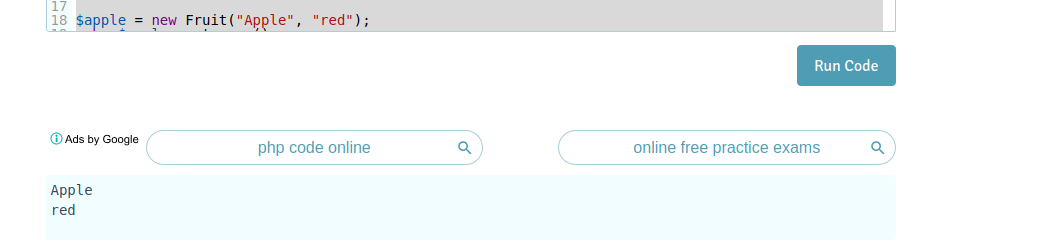 17
18 $apple = new Fruit("Apple", "red");
Run Code
Ads by Google
php code online
online free practice exams
Apple
red